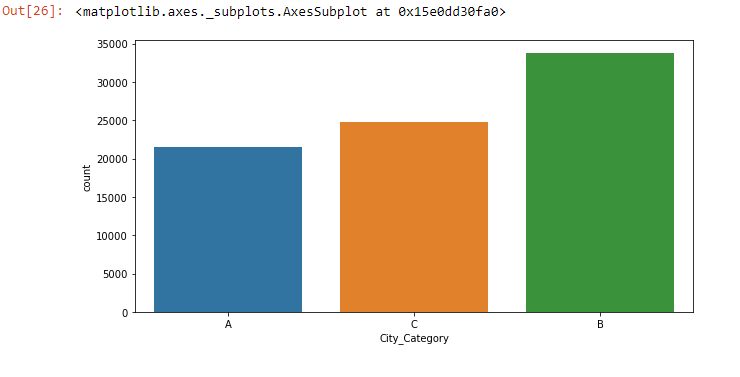 Out[26]: <matplotlib.axes._subplots.AxesSubplot at 0x15e0dd30fa0>
35000
30000
25000
20000
15000
10000
5000
0
count
A C B
City_Category